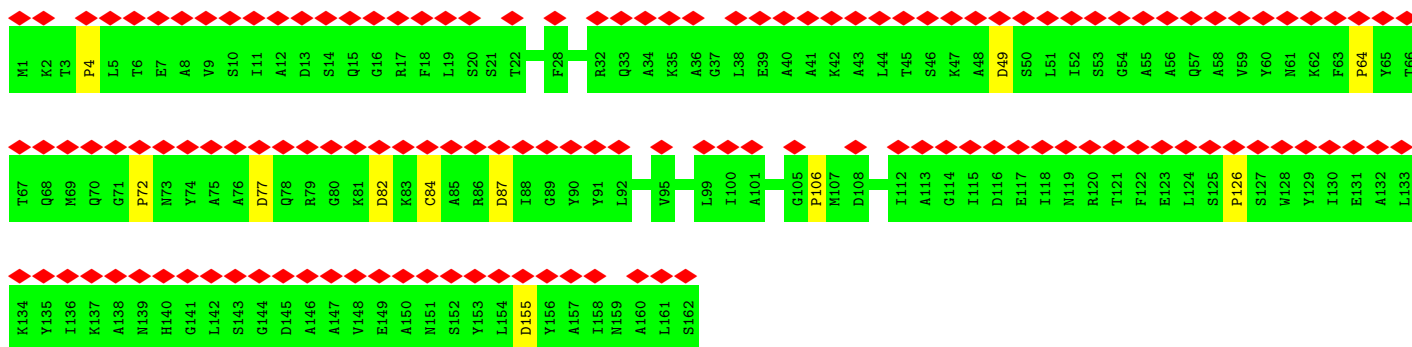 M1 K2 T3 P4 L5 T6 E7 A8 V9 S10 I11 A12 D13 S14 Q15 G16 R17 F18 L19 S20 S21 T22 F28 R32 Q33 A34 K35 A36 G37 L38 E39 A40 A41 K42 A43 L44 T45 S46 K47 A48 D49 S50 L51 I52 S53 G54 A55 A56 Q57 A58 V59 Y60 N61 K62 F63 P64 Y65 T66
T67 Q68 M69 Q70 G71 P72 N73 Y74 A75 A76 D77 Q78 R79 G80 K81 D82 K83 C84 A85 R86 D87 I88 G89 Y90 Y91 L92 V95 L99 I100 A101 G105 P106 M107 D108 I112 A113 G114 I115 D116 E117 I118 N119 R120 T121 F122 E123 L124 S125 P126 S127 W128 Y129 I130 E131 A132 L133
K134 Y135 I136 K137 A138 N139 H140 G141 L142 S143 G144 D145 A146 A147 V148 E149 A150 N151 S152 Y153 L154 D155 Y156 A157 I158 N159 A160 L161 S162